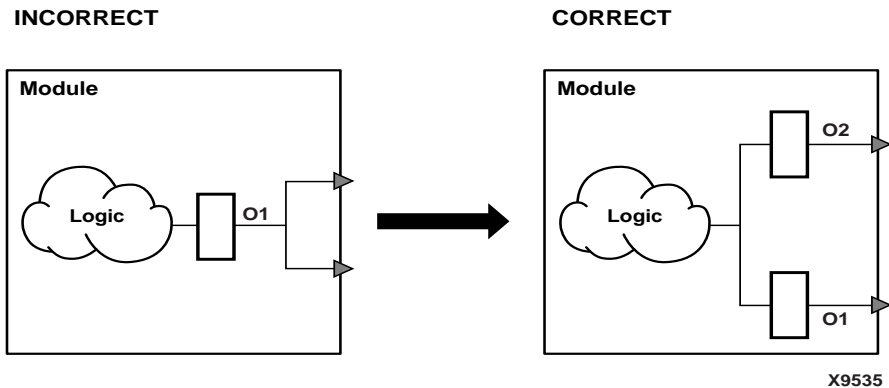 INCORRECT
CORRECT
Module
Logic
O1
Module
Logic
O2
O1
X9535